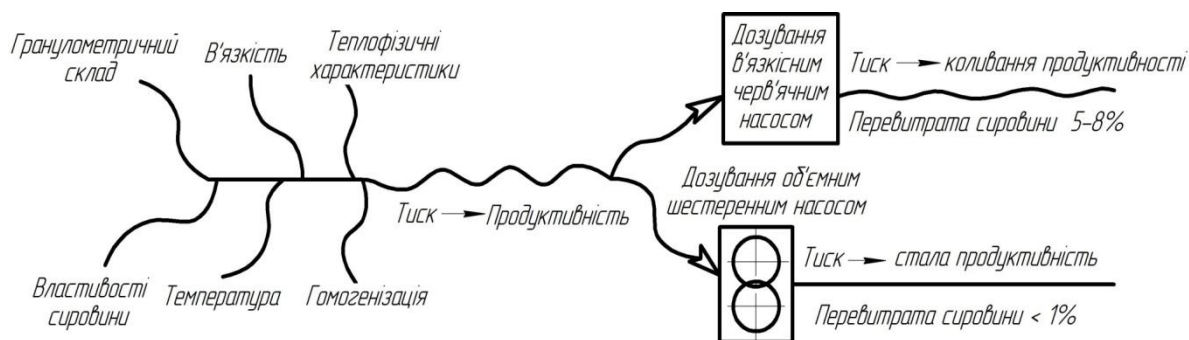 Гранулометричний
склад
В'язкість
Теплофізичні
характеристики
Властивості
сировини
Температура
Гомогенізація
Тиск → Продуктивність
Дозування
в'язкісним
черв'ячним
насосом
Тиск → коливання продуктивності
Перевитрата сировини 5–8%
Дозування об'ємним
шестеренним насосом
Тиск → стала продуктивність
Перевитрата сировини < 1%